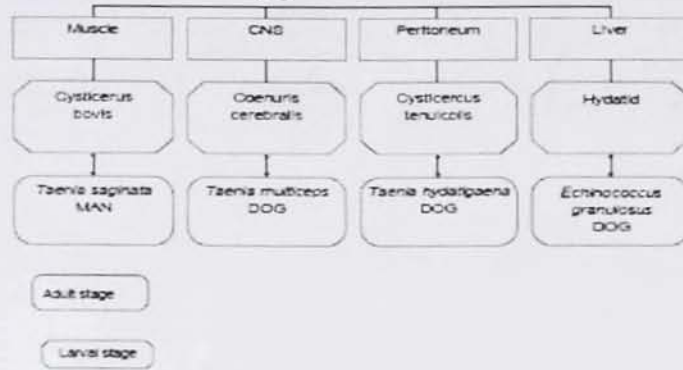 Muscle
CNS
Peritoneum
Liver
Cysticerus
bovis
Coenuris
cerebralis
Cysticercus
tenuicolis
Hydatid
Taenia saginata
MAN
Taenia multiceps
DOG
Taenia hydatigaena
DOG
Echinococcus
granulosus
DOG
Adult stage
Larval stage